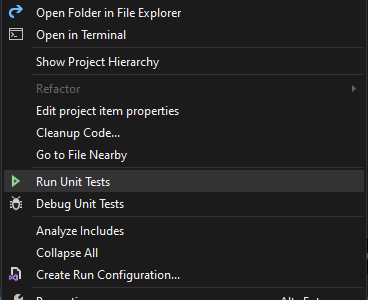 Open Folder in File Explorer
Open in Terminal
Show Project Hierarchy
Refactor
Edit project item properties
Cleanup Code...
Go to File Nearby
Run Unit Tests
Debug Unit Tests
Analyze Includes
Collapse All
Create Run Configuration...